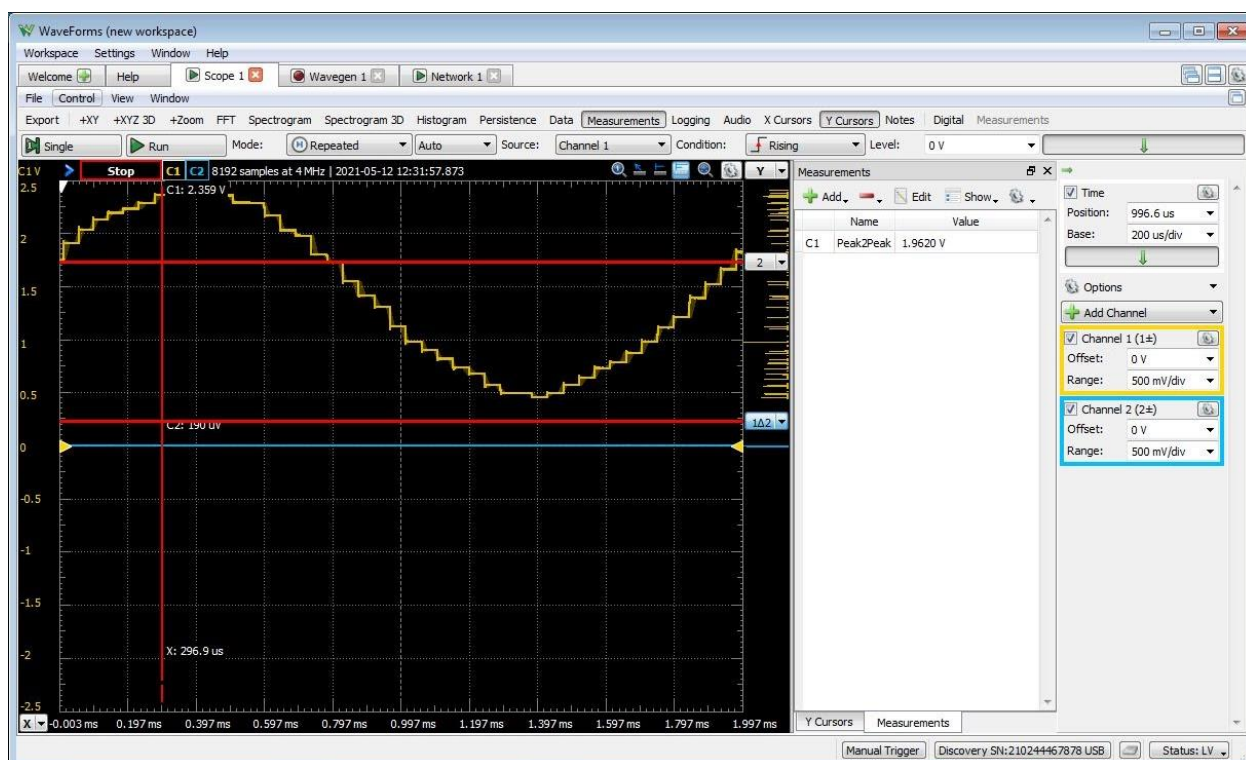 WaveForms (new workspace)
Workspace Settings Window Help
Welcome Help Scope 1 Wavegen 1 Network 1
File Control View Window
Export +XY +XYZ 3D +Zoom FFT Spectrogram Spectrogram 3D Histogram Persistence Data Measurements Logging Audio X Cursors Y Cursors Notes Digital Measurements
Single Run Mode: Repeated Auto Source: Channel 1 Condition: Rising Level: 0 V
C1 V Stop C1 C2 8192 samples at 4 MHz | 2021-05-12 12:31:57.873 Y
2.5
C1: 2.359 V
2
2
1.5
1
0.5
C2: 190 uV
1Δ2
0
-0.5
-1
-1.5
X: 296.9 us
-2
-2.5
X -0.003 ms 0.197 ms 0.397 ms 0.597 ms 0.797 ms 0.997 ms 1.197 ms 1.397 ms 1.597 ms 1.797 ms 1.997 ms
Measurements
Add Edit Show
Name Value
C1 Peak2Peak 1.9620 V
Y Cursors Measurements
Time
Position: 996.6 us
Base: 200 us/div
Options
Add Channel
Channel 1 (1±)
Offset: 0 V
Range: 500 mV/div
Channel 2 (2±)
Offset: 0 V
Range: 500 mV/div
Manual Trigger Discovery SN:210244467878 USB Status: LV